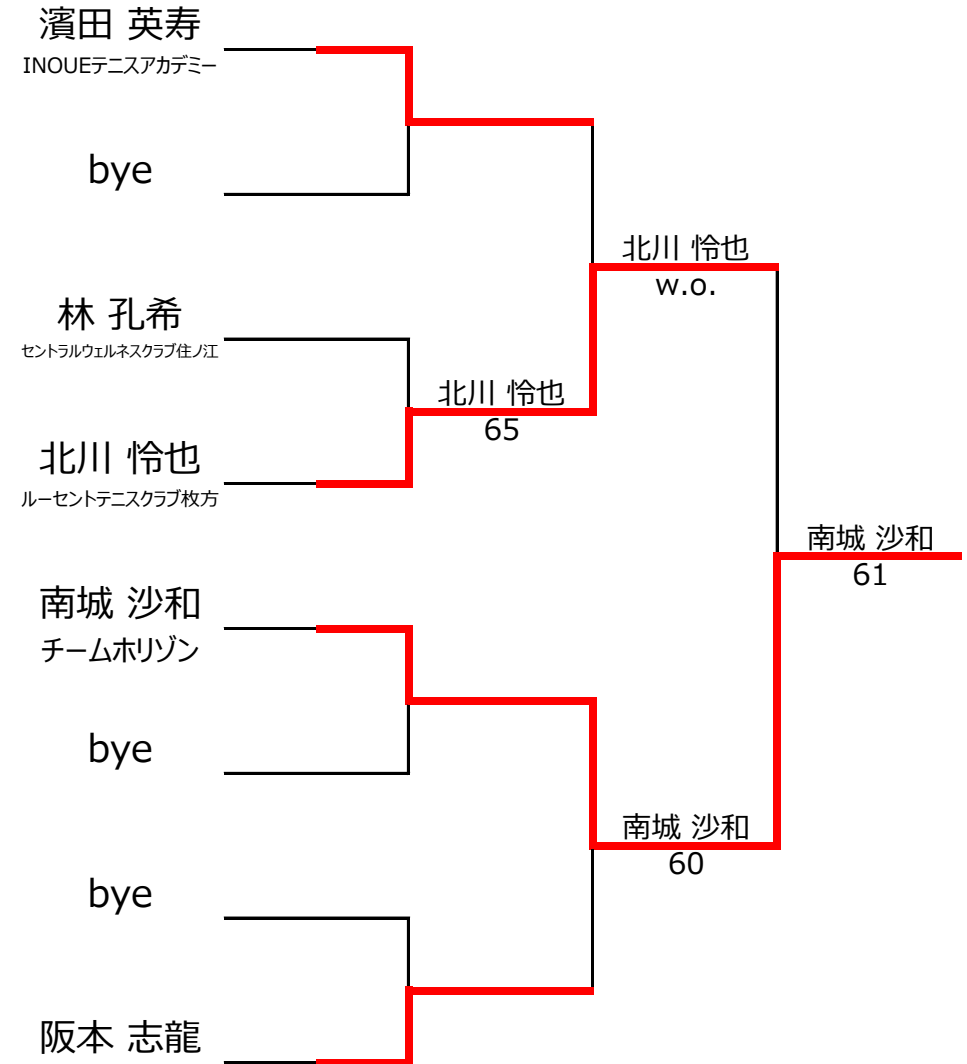 濱田 英寿
INOUEテニスアカデミー
bye
林 孔希
セントラルウェルネスクラブ住ノ江
北川 怜也
ルーセントテニスクラブ枚方
南城 沙和
チームホリゾン
bye
bye
阪本 志龍
北川 怜也
65
北川 怜也
w.o.
南城 沙和
60
南城 沙和
61